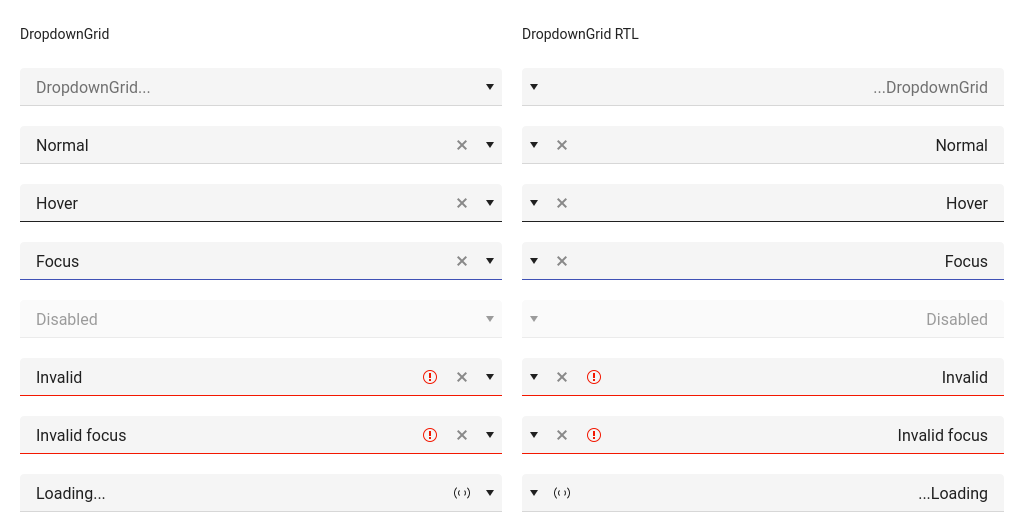 DropdownGrid
DropdownGrid...
Normal
Hover
Focus
Disabled
Invalid
Invalid focus
Loading...
DropdownGrid RTL
...DropdownGrid
Normal
Hover
Focus
Disabled
Invalid
Invalid focus
...Loading